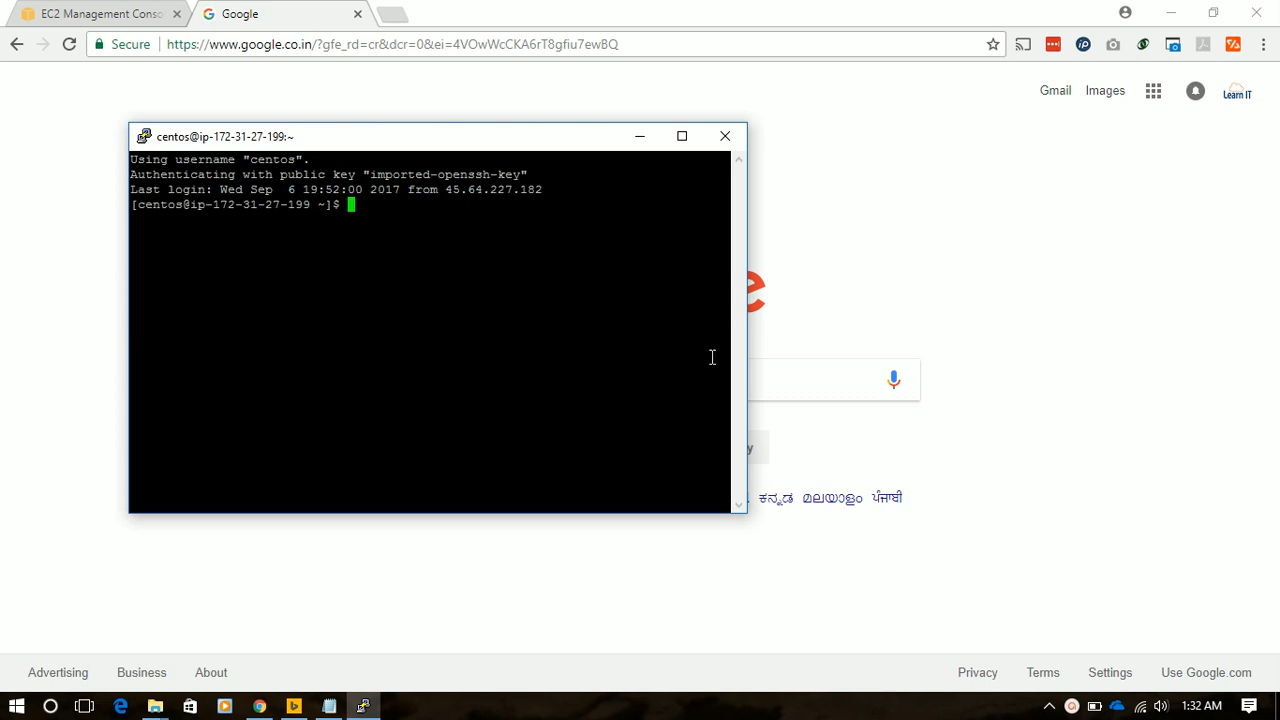 EC2 Management Conso
Google
Secure
https://www.google.co.in/?gfe_rd=cr&dcr=0&ei=4VOwWcCKA6rT8gfiu7ewBQ
Gmail
Images
Learn IT
centos@ip-172-31-27-199:~
Using username "centos".
Authenticating with public key "imported-openssh-key"
Last login: Wed Sep  6 19:52:00 2017 from 45.64.227.182
[centos@ip-172-31-27-199 ~]$
e
y
ಕನ್ನಡ മലയാളം ਪੰਜਾਬੀ
Advertising
Business
About
Privacy
Terms
Settings
Use Google.com
1:32 AM